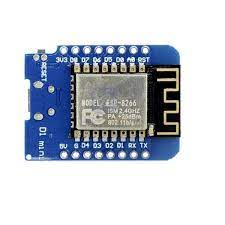 3V3 D8 D7 D6 D5 D0 A0 RST
RESET
MODEL ESP-8266
ISM 2.4GHz
PA +25dBm
802.11b/g/n
FC
D1
mini
5V G D4 D3 D2 D1 RX TX